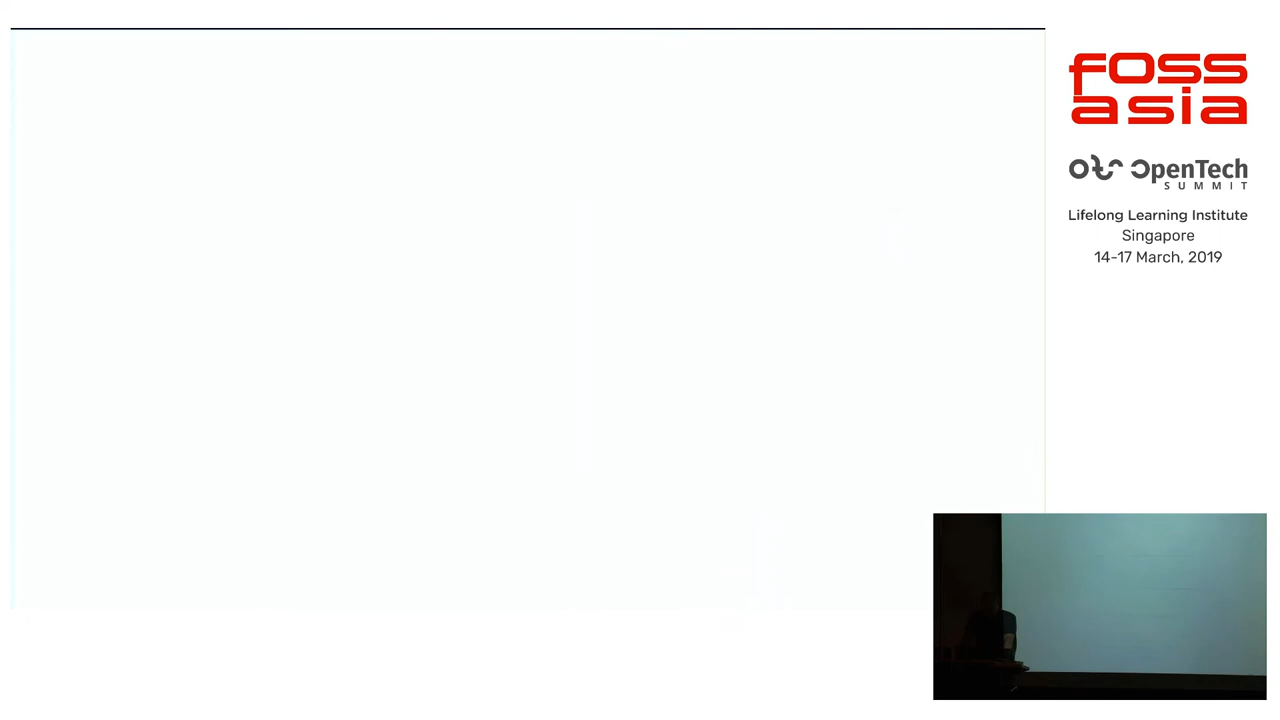 foss
asia
OpenTech
SUMMIT
Lifelong Learning Institute
Singapore
14-17 March, 2019